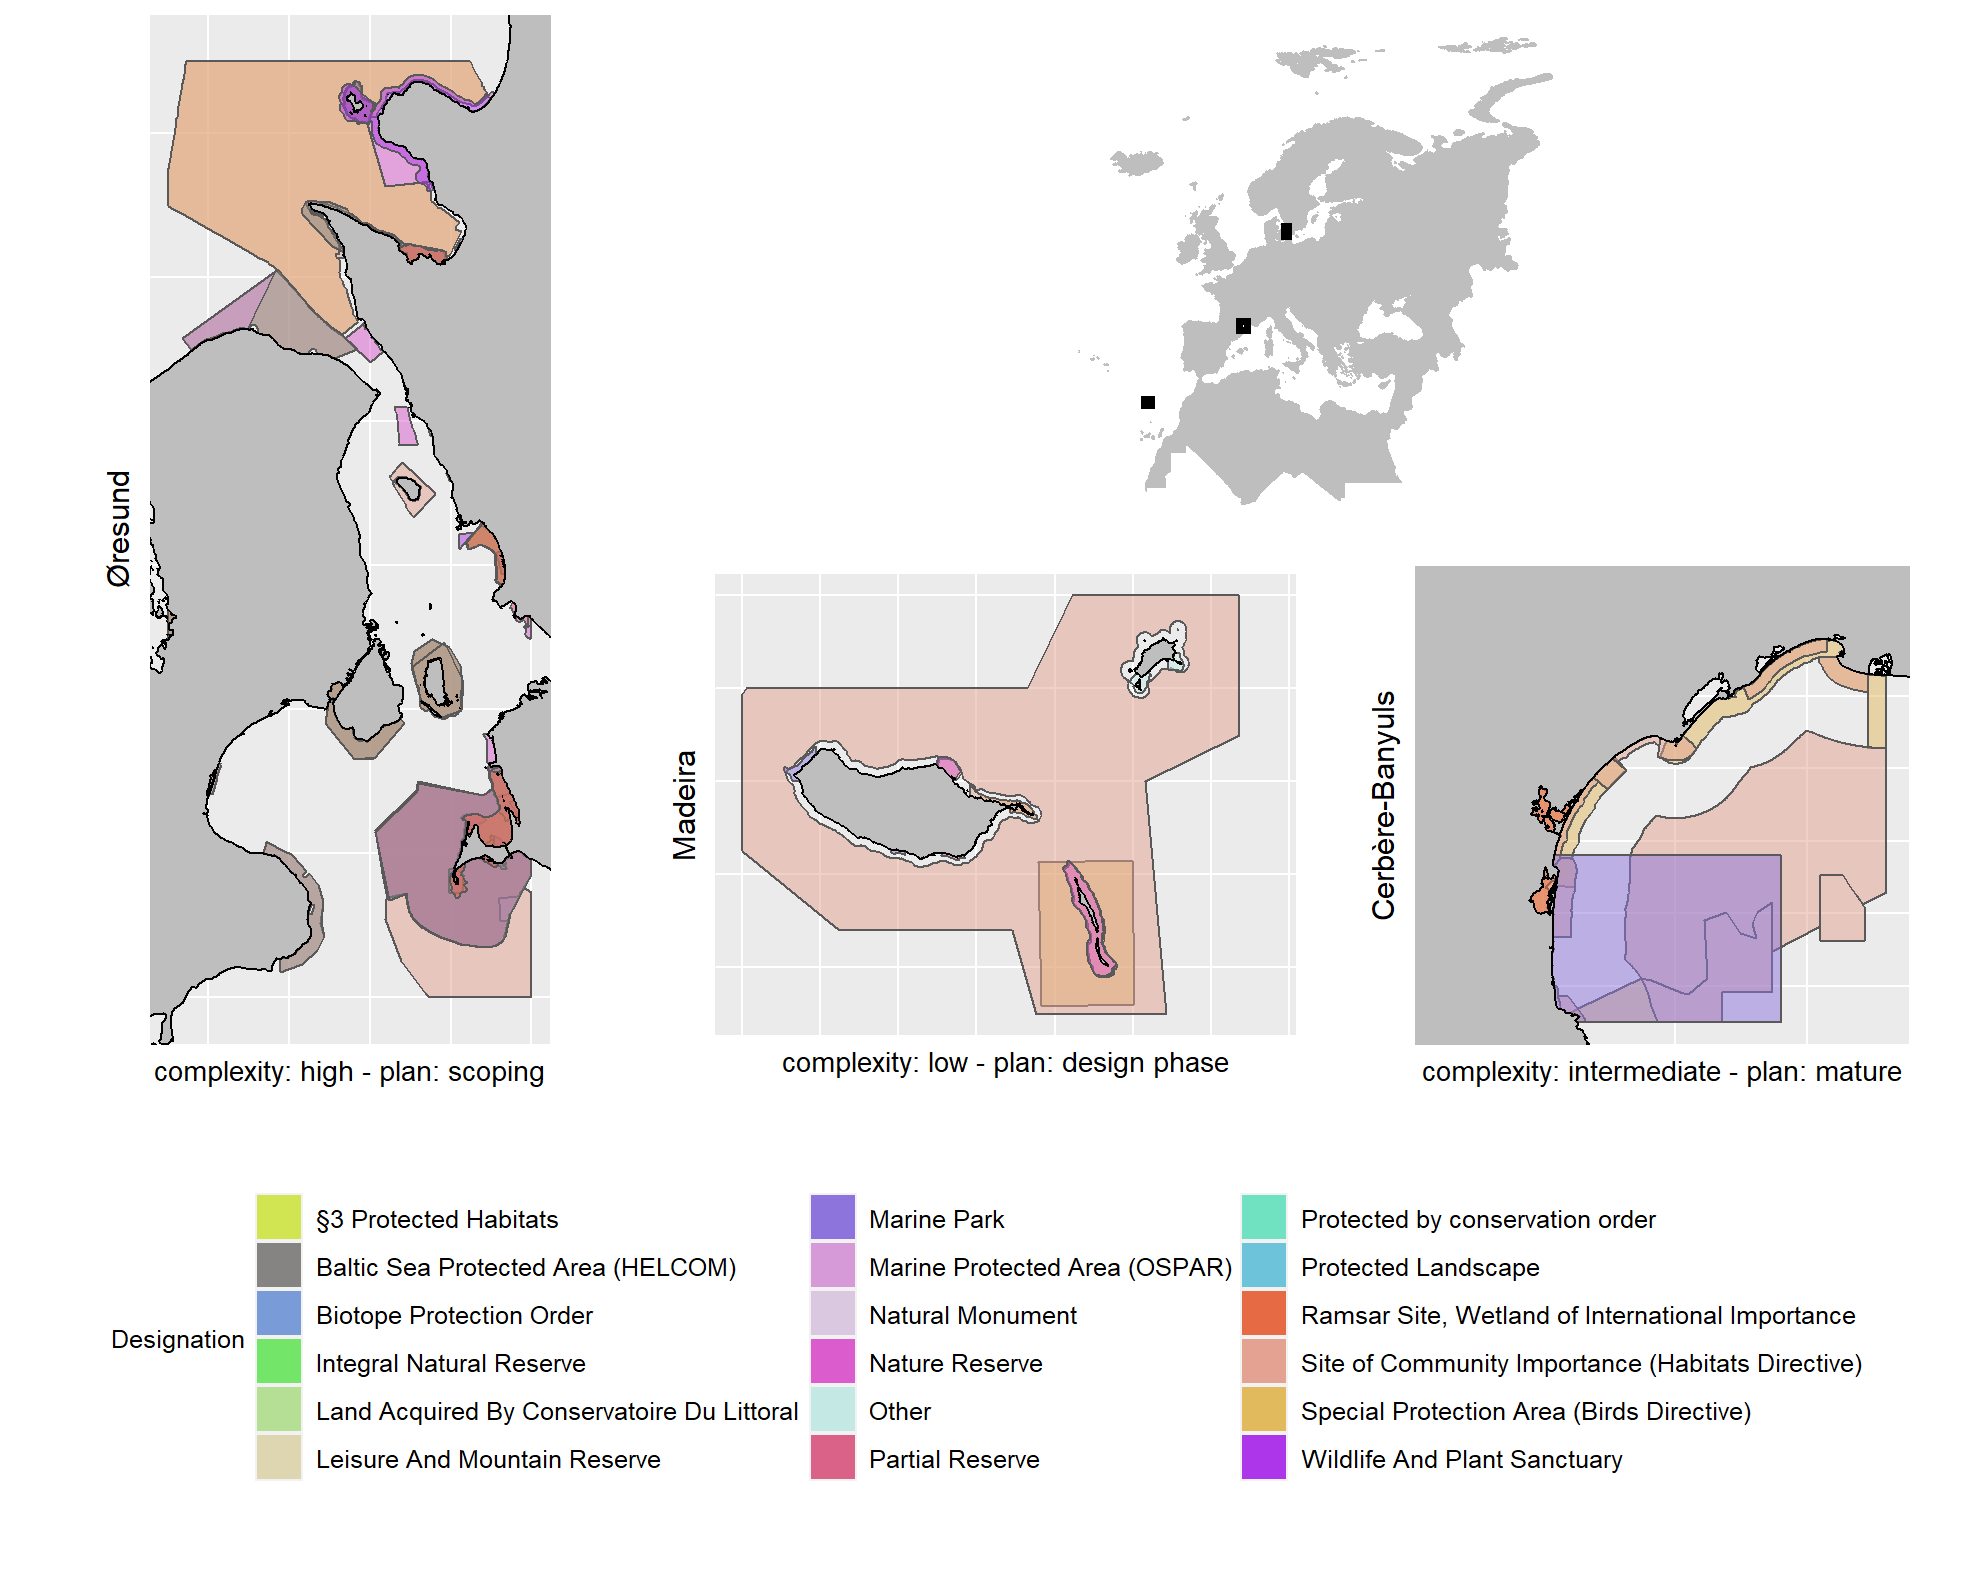 Øresund
complexity: high - plan: scoping
Madeira
complexity: low - plan: design phase
Cerbère-Banyuls
complexity: intermediate - plan: mature
Designation
§3 Protected Habitats
Baltic Sea Protected Area (HELCOM)
Biotope Protection Order
Integral Natural Reserve
Land Acquired By Conservatoire Du Littoral
Leisure And Mountain Reserve
Marine Park
Marine Protected Area (OSPAR)
Natural Monument
Nature Reserve
Other
Partial Reserve
Protected by conservation order
Protected Landscape
Ramsar Site, Wetland of International Importance
Site of Community Importance (Habitats Directive)
Special Protection Area (Birds Directive)
Wildlife And Plant Sanctuary